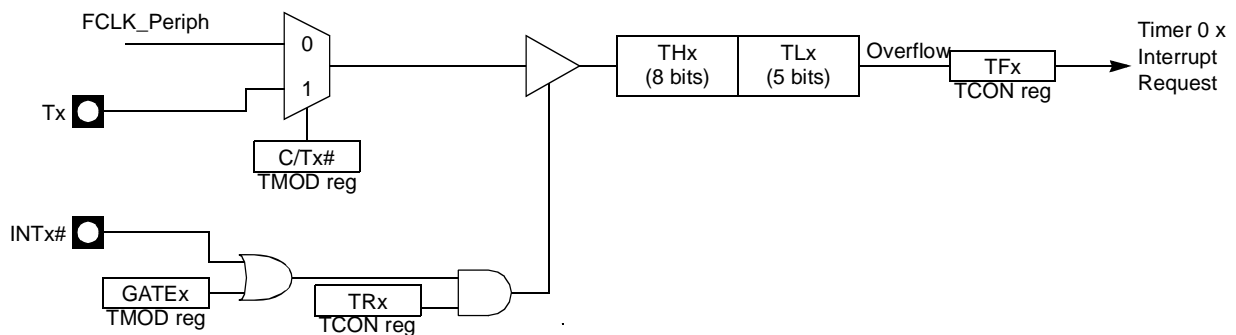 FCLK_Periph
0
1
Tx
C/Tx#
TMOD reg
THx
(8 bits)
TLx
(5 bits)
Overflow
TFx
TCON reg
Timer 0 x
Interrupt
Request
INTx#
GATEx
TMOD reg
TRx
TCON reg
.